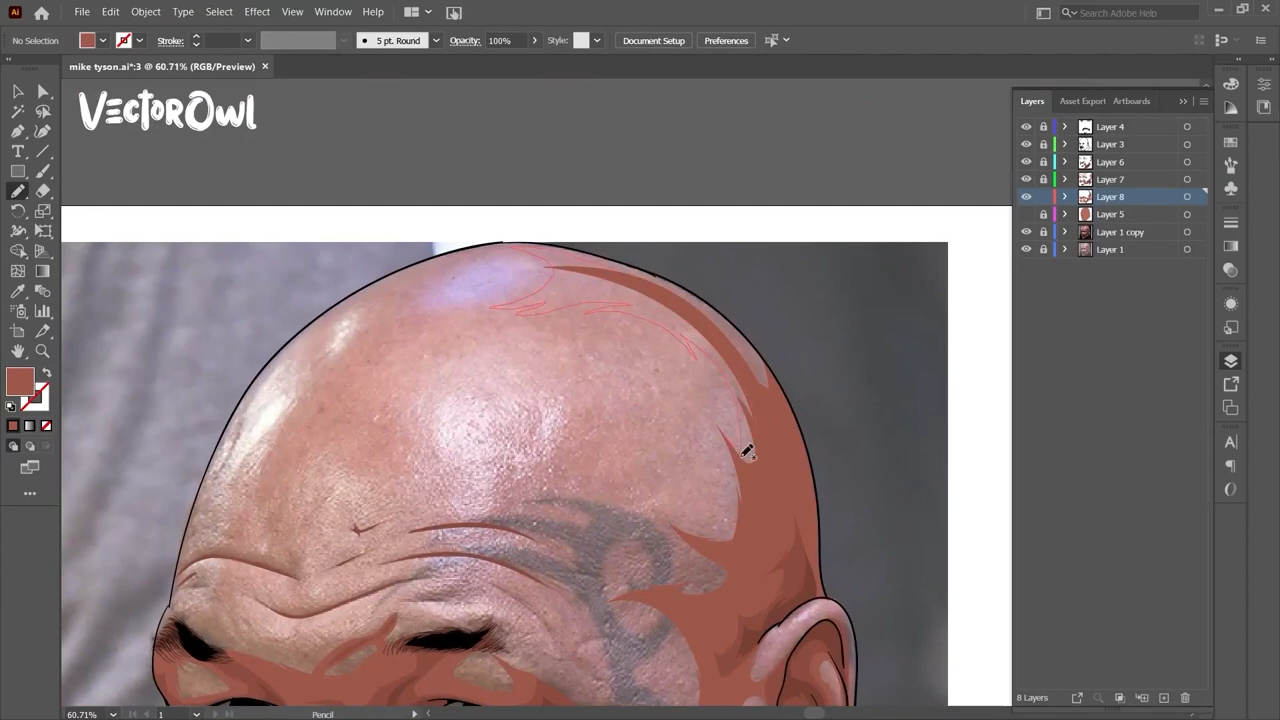 Ai File Edit Object Type Select Effect View Window Help Search Adobe Help
No Selection Stroke: 5 pt. Round Opacity: 100% Style: Document Setup Preferences
mike tyson.ai*:3 @ 60.71% (RGB/Preview) ×
VectorOwl
Layers Asset Export Artboards
Layer 4
Layer 3
Layer 6
Layer 7
Layer 8
Layer 5
Layer 1 copy
Layer 1
8 Layers
60.71% 1 Pencil